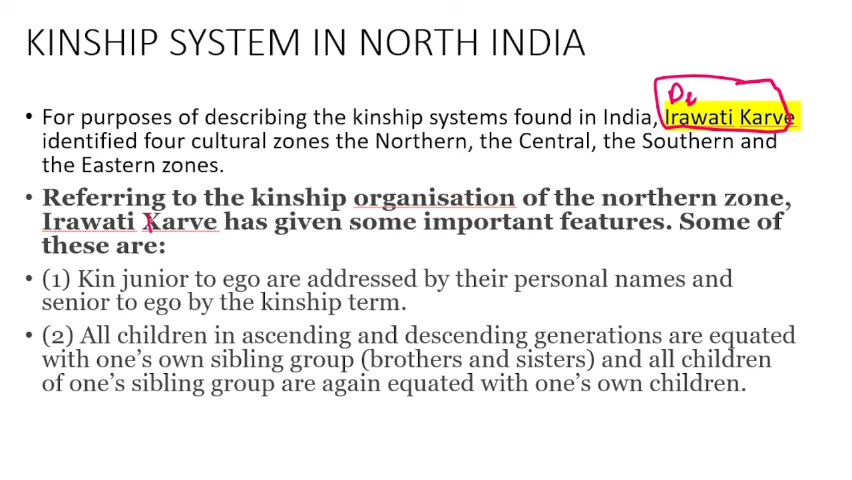 KINSHIP SYSTEM IN NORTH INDIA
De
• For purposes of describing the kinship systems found in India, Irawati Karve
identified four cultural zones the Northern, the Central, the Southern and
the Eastern zones.
• Referring to the kinship organisation of the northern zone,
Irawati Karve has given some important features. Some of
these are:
• (1) Kin junior to ego are addressed by their personal names and
senior to ego by the kinship term.
• (2) All children in ascending and descending generations are equated
with one’s own sibling group (brothers and sisters) and all children
of one’s sibling group are again equated with one’s own children.